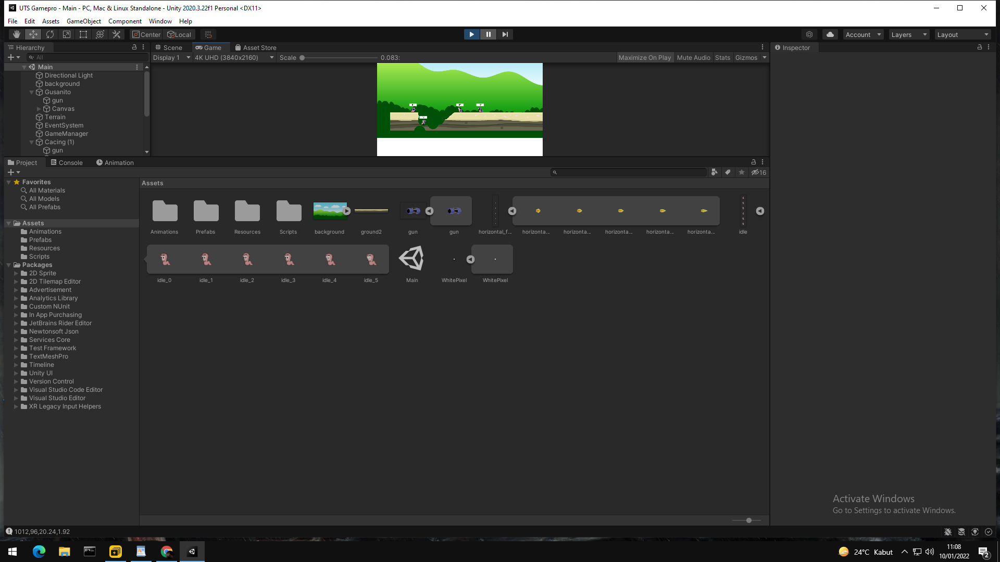 UTS Gamepro - Main - PC, Mac & Linux Standalone - Unity 2020.3.22f1 Personal <DX11>
File Edit Assets GameObject Component Window Help
Center Local Account Layers Layout
Hierarchy
All
Main
Directional Light
background
Gusanito
gun
Canvas
Terrain
EventSystem
GameManager
Cacing (1)
gun
Scene Game Asset Store
Display 1 4K UHD (3840x2160) Scale 0.083: Maximize On Play Mute Audio Stats Gizmos
Inspector
Project Console Animation
16
Favorites
All Materials
All Models
All Prefabs
Assets
Animations
Prefabs
Resources
Scripts
Packages
2D Sprite
2D Tilemap Editor
Advertisement
Analytics Library
Custom NUnit
In App Purchasing
JetBrains Rider Editor
Newtonsoft Json
Services Core
Test Framework
TextMeshPro
Timeline
Unity UI
Version Control
Visual Studio Code Editor
Visual Studio Editor
XR Legacy Input Helpers
Assets
Animations Prefabs Resources Scripts background ground2 gun gun horizontal_f... horizonta... horizonta... horizonta... horizonta... horizonta... idle
idle_0 idle_1 idle_2 idle_3 idle_4 idle_5 Main WhitePixel WhitePixel
Activate Windows
Go to Settings to activate Windows.
1012,96,20.24,1.92
24°C Kabut
11:08
10/01/2022
2